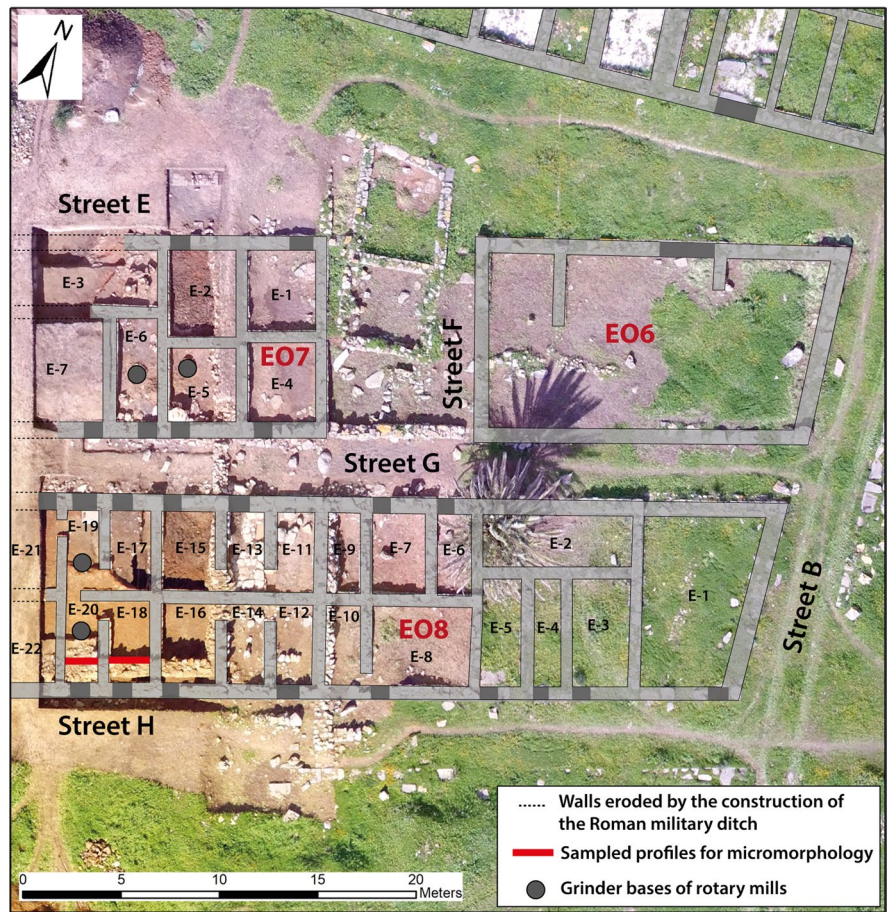 N
Street E
E-3
E-2
E-1
E-6
EO7
EO6
E-7
E-5
E-4
Street F
Street G
E-19
E-21
E-17
E-15
E-13
E-11
E-9
E-7
E-6
E-2
E-1
E-20
E-18
E-16
E-14
E-12
E-10
EO8
E-5
E-4
E-3
E-22
E-8
Street B
Street H
Walls eroded by the construction of
the Roman military ditch
Sampled profiles for micromorphology
Grinder bases of rotary mills
0 5 10 15 20
Meters